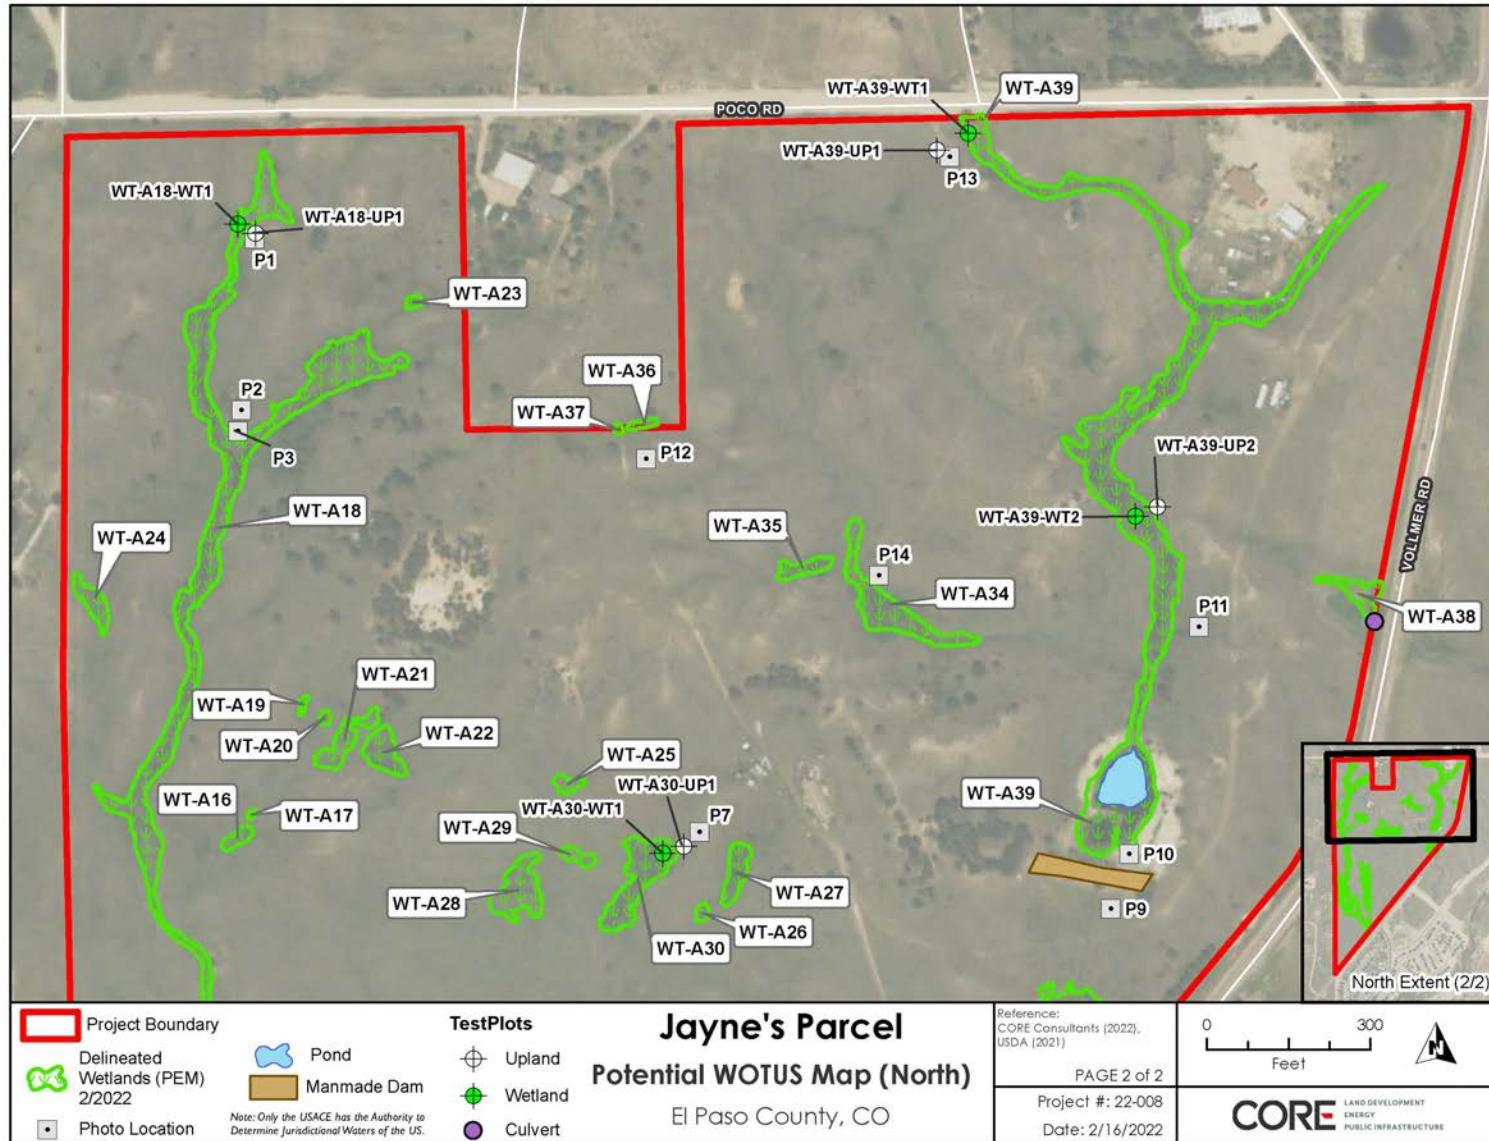 POCO RD
WT-A39-WT1
WT-A39
WT-A39-UP1
P13
WT-A18-WT1
WT-A18-UP1
P1
WT-A23
WT-A36
WT-A37
P12
P2
P3
WT-A39-UP2
WT-A39-WT2
WT-A18
WT-A24
WT-A35
P14
WT-A34
VOLLMER RD
P11
WT-A38
WT-A21
WT-A19
WT-A20
WT-A22
WT-A25
WT-A30-UP1
WT-A16
WT-A17
WT-A30-WT1
P7
WT-A39
WT-A29
P10
WT-A28
WT-A27
P9
WT-A26
WT-A30
North Extent (2/2)
Project Boundary
Delineated
Wetlands (PEM)
2/2022
Photo Location
Pond
Manmade Dam
Note: Only the USACE has the Authority to
Determine Jurisdictional Waters of the US.
TestPlots
Upland
Wetland
Culvert
Jayne's Parcel
Potential WOTUS Map (North)
El Paso County, CO
Reference:
CORE Consultants (2022),
USDA (2021)
PAGE 2 of 2
Project #: 22-008
Date: 2/16/2022
0 300
Feet
N
CORE
LAND DEVELOPMENT
ENERGY
PUBLIC INFRASTRUCTURE